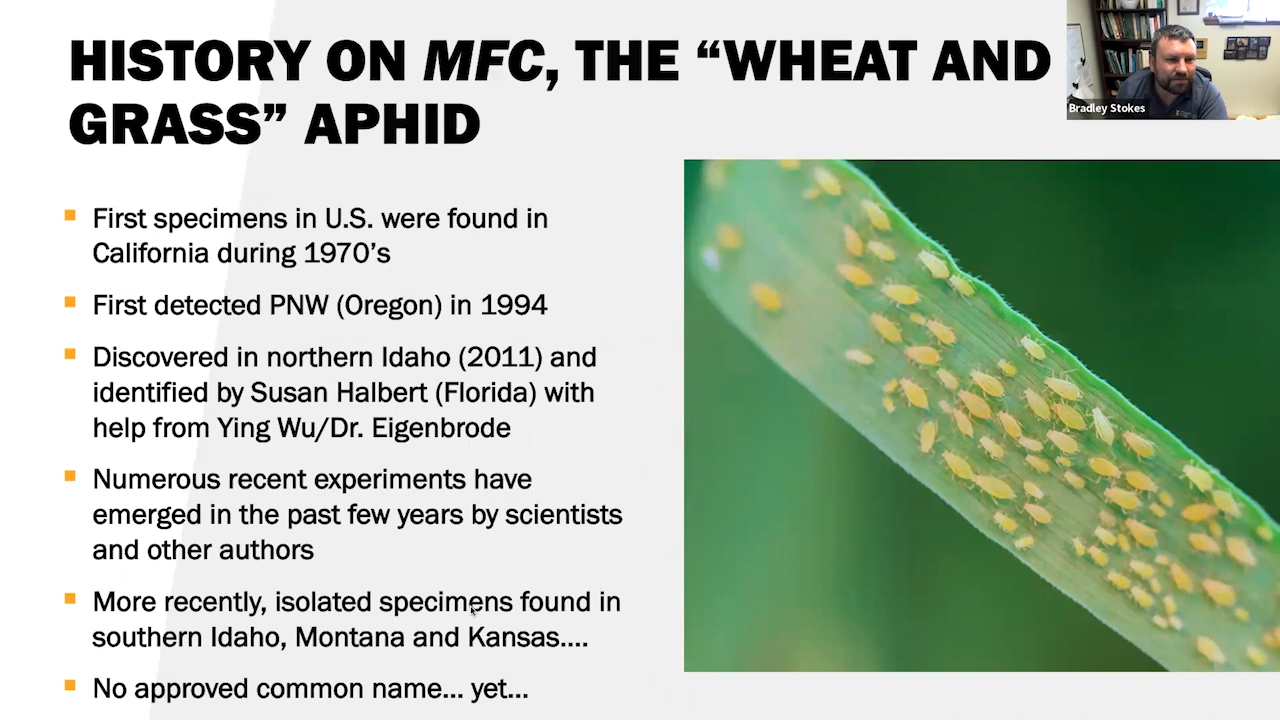 HISTORY ON MFC, THE “WHEAT AND
GRASS” APHID
Bradley Stokes
First specimens in U.S. were found in
California during 1970’s
First detected PNW (Oregon) in 1994
Discovered in northern Idaho (2011) and
identified by Susan Halbert (Florida) with
help from Ying Wu/Dr. Eigenbrode
Numerous recent experiments have
emerged in the past few years by scientists
and other authors
More recently, isolated specimens found in
southern Idaho, Montana and Kansas....
No approved common name... yet...